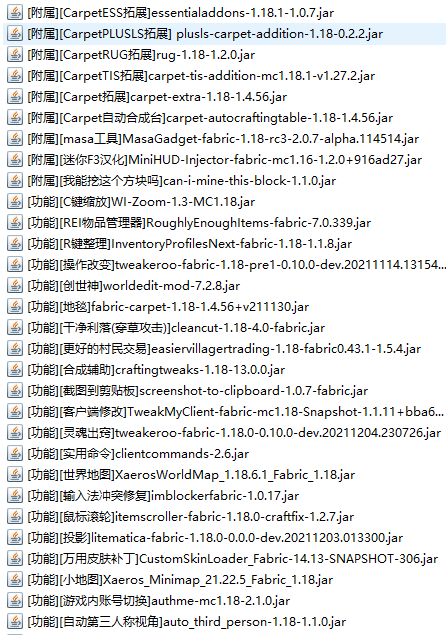 [附属][CarpetESS拓展]essentialaddons-1.18.1-1.0.7.jar
[附属][CarpetPLUSLS拓展] plusls-carpet-addition-1.18-0.2.2.jar
[附属][CarpetRUG拓展]rug-1.18-1.2.0.jar
[附属][CarpetTIS拓展]carpet-tis-addition-mc1.18.1-v1.27.2.jar
[附属][Carpet拓展]carpet-extra-1.18-1.4.56.jar
[附属][Carpet自动合成台]carpet-autocraftingtable-1.18-1.4.56.jar
[附属][masa工具]MasaGadget-fabric-1.18-rc3-2.0.7-alpha.114514.jar
[附属][迷你F3汉化]MiniHUD-Injector-fabric-mc1.16-1.2.0+916ad27.jar
[附属][我能挖这个方块吗]can-i-mine-this-block-1.1.0.jar
[功能][C键缩放]WI-Zoom-1.3-MC1.18.jar
[功能][REI物品管理器]RoughlyEnoughItems-fabric-7.0.339.jar
[功能][R键整理]InventoryProfilesNext-fabric-1.18-1.1.8.jar
[功能][操作改变]tweakeroo-fabric-1.18-pre1-0.10.0-dev.20211114.13154...
[功能][创世神]worldedit-mod-7.2.8.jar
[功能][地毯]fabric-carpet-1.18-1.4.56+v211130.jar
[功能][干净利落(穿草攻击)]cleancut-1.18-4.0-fabric.jar
[功能][更好的村民交易]easiervillagertrading-1.18-fabric0.43.1-1.5.4.jar
[功能][合成辅助]craftingtweaks-1.18-13.0.0.jar
[功能][截图到剪贴板]screenshot-to-clipboard-1.0.7-fabric.jar
[功能][客户端修改]TweakMyClient-fabric-mc1.18-Snapshot-1.1.11+bba6...
[功能][灵魂出窍]tweakeroo-fabric-1.18.0-0.10.0-dev.20211204.230726.jar
[功能][实用命令]clientcommands-2.6.jar
[功能][世界地图]XaerosWorldMap_1.18.6.1_Fabric_1.18.jar
[功能][输入法冲突修复]imblockerfabric-1.0.17.jar
[功能][鼠标滚轮]itemscroller-fabric-1.18.0-craftfix-1.2.7.jar
[功能][投影]litematica-fabric-1.18.0-0.0.0-dev.20211203.013300.jar
[功能][万用皮肤补丁]CustomSkinLoader_Fabric-14.13-SNAPSHOT-306.jar
[功能][小地图]Xaeros_Minimap_21.22.5_Fabric_1.18.jar
[功能][游戏内账号切换]authme-mc1.18-2.1.0.jar
[功能][自动第三人称视角]auto_third_person-1.18-1.1.0.jar